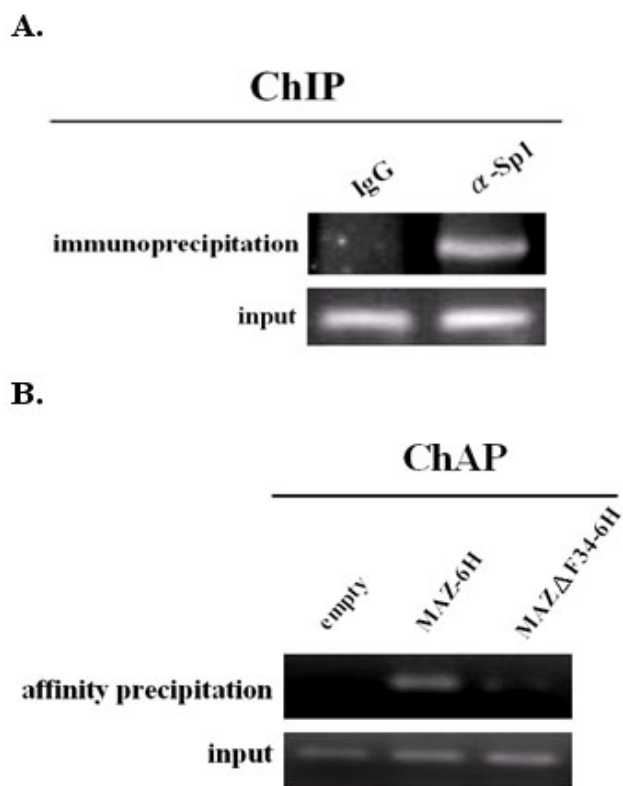 A.
ChIP
IgG
α-Sp1
immunoprecipitation
input
B.
ChAP
empty
MAZ-6H
MAZΔF34-6H
affinity precipitation
input